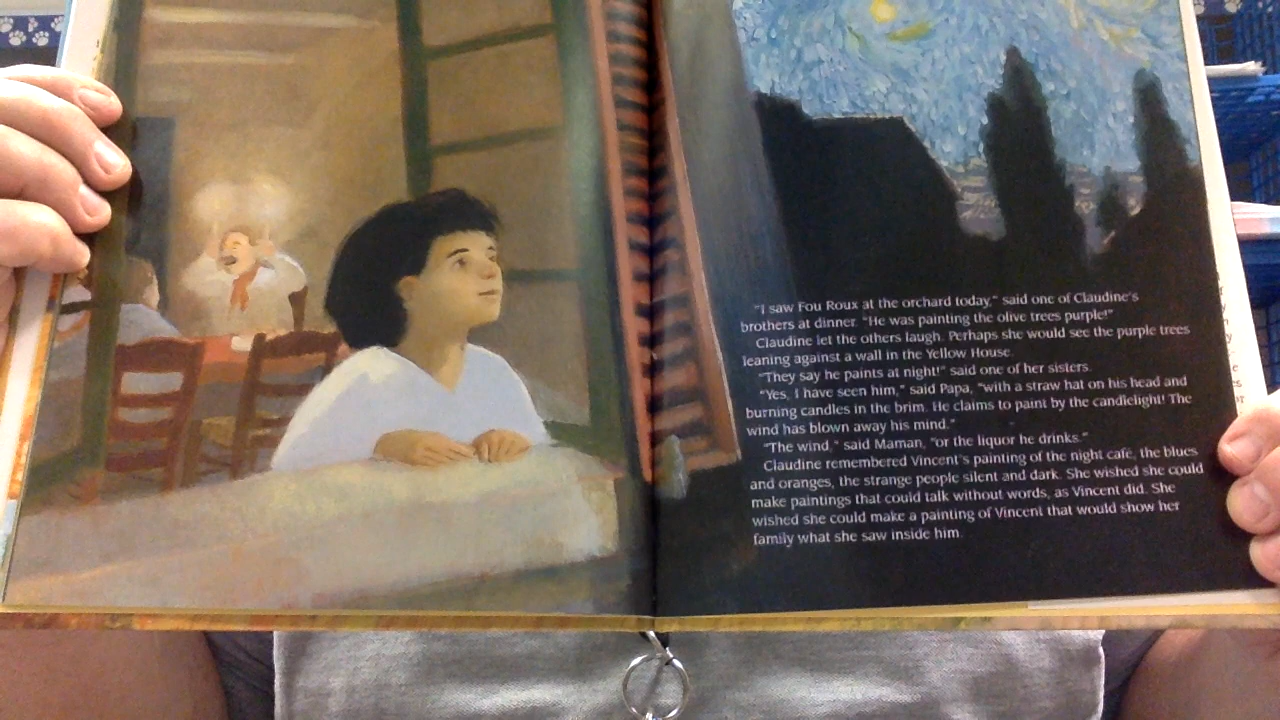 "I saw Fou Roux at the orchard today," said one of Claudine's
brothers at dinner. "He was painting the olive trees purple!"
Claudine let the others laugh. Perhaps she would see the purple trees
leaning against a wall in the Yellow House.
"They say he paints at night!" said one of her sisters.
"Yes, I have seen him," said Papa, "with a straw hat on his head and
burning candles in the brim. He claims to paint by the candlelight! The
wind has blown away his mind."
"The wind," said Maman, "or the liquor he drinks."
Claudine remembered Vincent's painting of the night café, the blues
and oranges, the strange people silent and dark. She wished she could
make paintings that could talk without words, as Vincent did. She
wished she could make a painting of Vincent that would show her
family what she saw inside him.